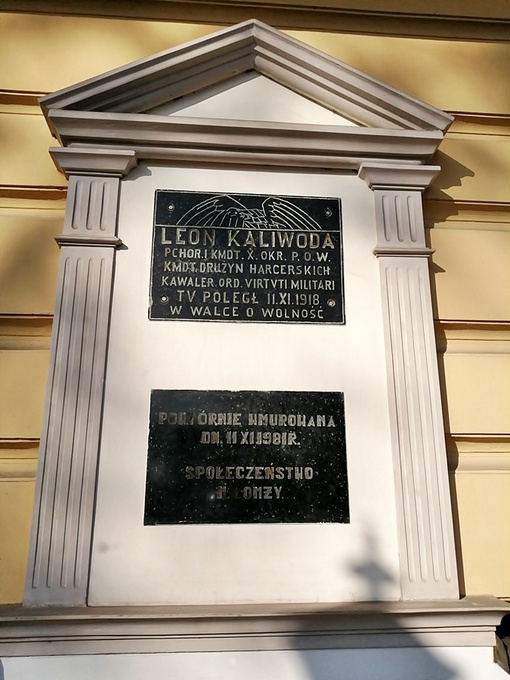 LEON KALIWODA
PCHOR. I KMDT. X. OKR. P. O. W.
KMDT. DRUŻYN HARCERSKICH
KAWALER. ORD. VIRTVTI MILITARI
TV POLEGŁ 11.XI.1918
W WALCE O WOLNOŚĆ
POWTÓRNIE WMUROWANA
DN. 11 XI.1981R.
SPOŁECZEŃSTWO
M. ŁOMŻY.